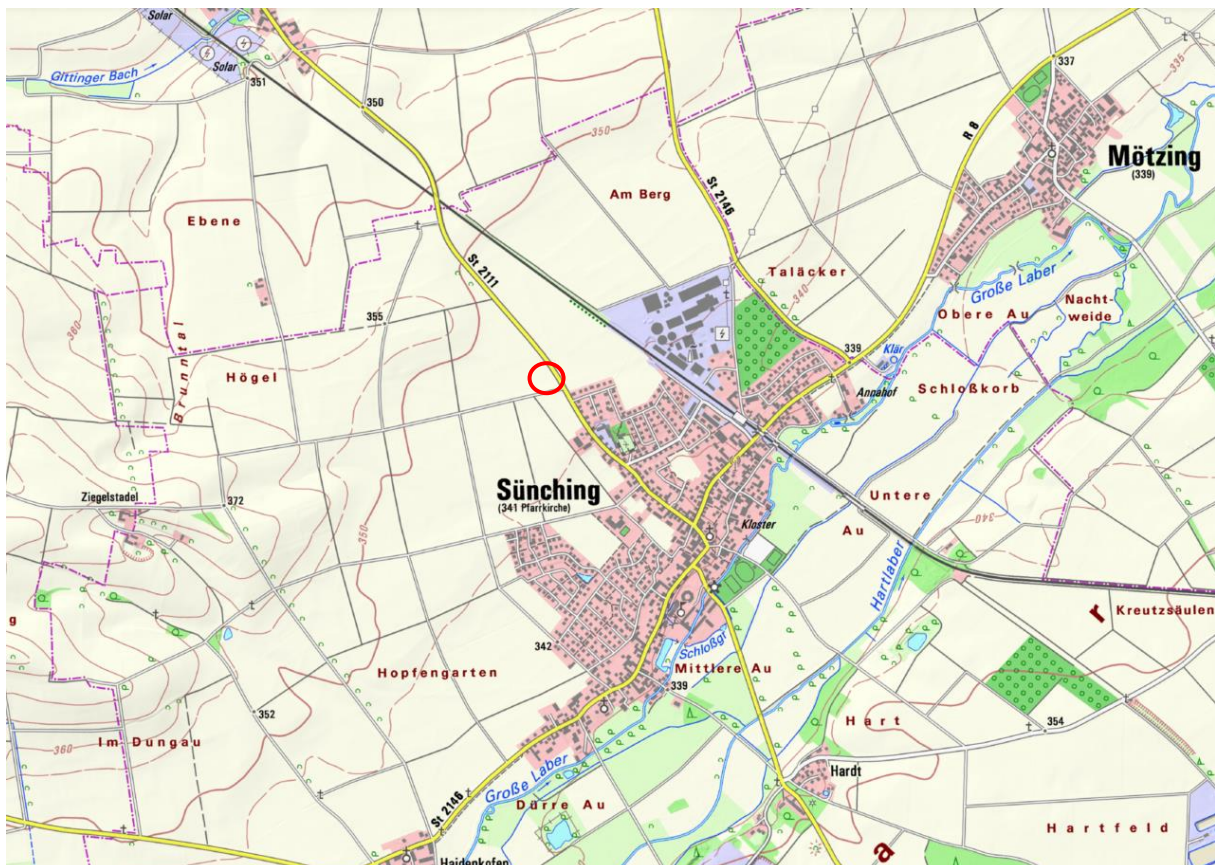 Solar
Solar
Gittinger Bach
351
350
337
335
R 8
Mötzing
(339)
350
Am Berg
St 2146
Ebene
St 2111
Taläcker
340
Große Laber
Nacht-
weide
Obere Au
360
355
Brunntal
Högel
339
Klär
Schloßkorb
Annahof
Ziegelstadel
372
Sünching
(341 Pfarrkirche)
350
Kloster
Untere
Au
340
Hartlaber
r
Kreutzsäulen
g
342
Schloßgr
Mittlere Au
Hopfengarten
339
352
Hart
354
360
Im Dungau
Große Laber
Hardt
St 2146
Dürre Au
Hartfeld
Haidenkofen
a